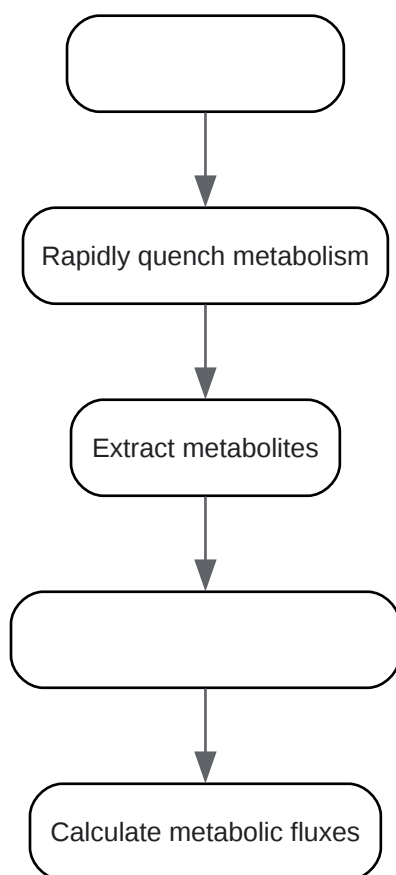 Rapidly quench metabolism
Extract metabolites
Calculate metabolic fluxes